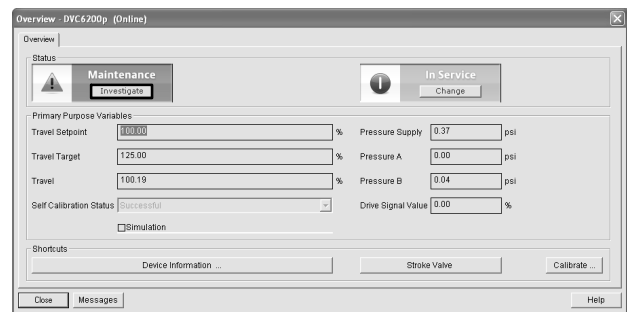 Overview - DVC6200p (Online)
Overview
Status
Maintenance
Investigate
In Service
Change
Primary Purpose Variables
Travel Setpoint 100.00 % Pressure Supply 0.37 psi
Travel Target 125.00 % Pressure A 0.00 psi
Travel 100.19 % Pressure B 0.04 psi
Self Calibration Status Successful Drive Signal Value 0.00 %
Simulation
Shortcuts
Device Information ... Stroke Valve Calibrate ...
Close Messages Help